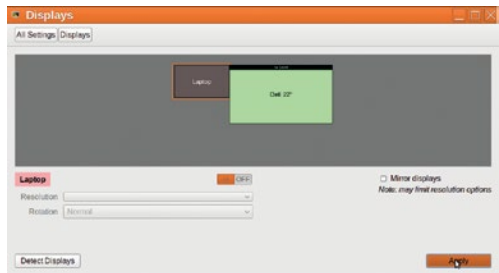 Displays
All Settings Displays
Laptop
Dell 22"
Laptop OFF
Mirror displays
Note: may limit resolution options
Resolution
Rotation Normal
Detect Displays Apply